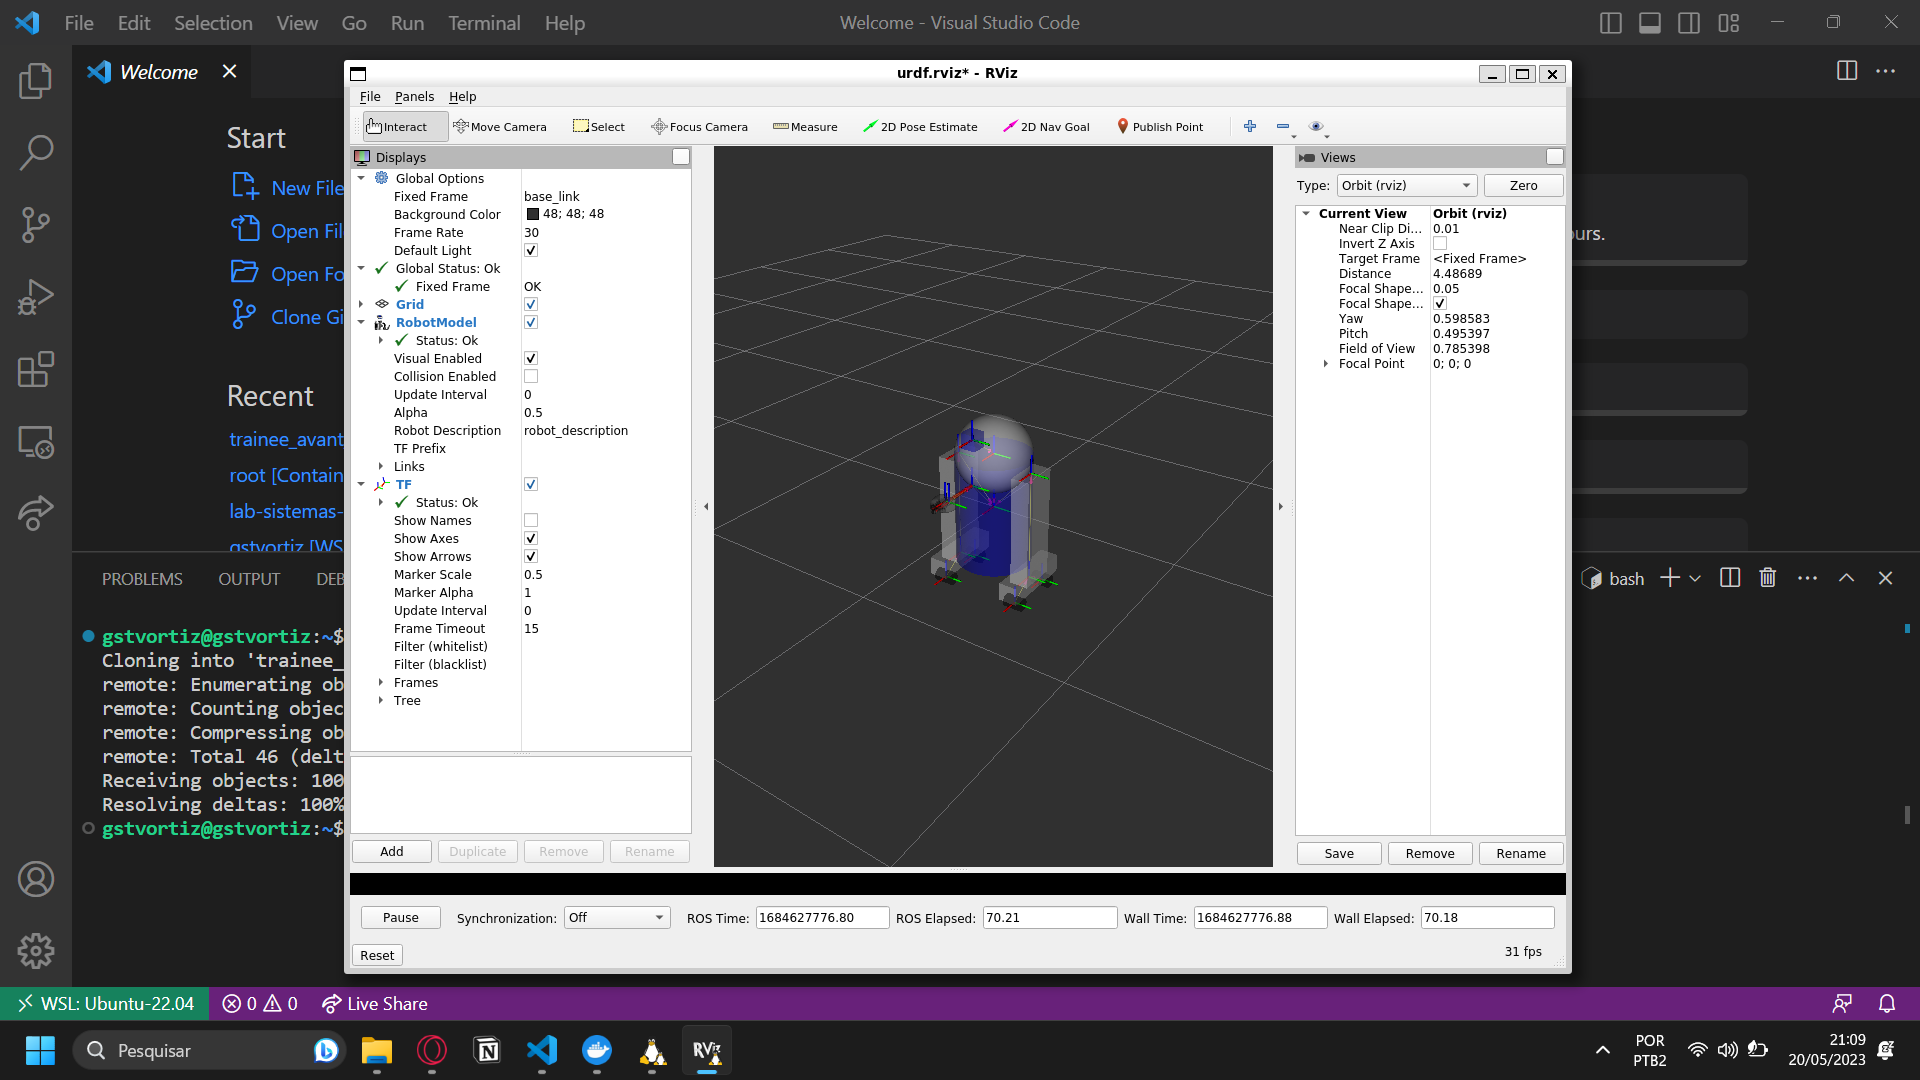 File Edit Selection View Go Run Terminal Help
Welcome - Visual Studio Code
Welcome
Start
New File
Open Fil
Open Fo
Clone Gi
Recent
trainee_avant
root [Contain
lab-sistemas-
gstvortiz [WS
ours.
PROBLEMS OUTPUT DEB
bash
gstvortiz@gstvortiz:~$
Cloning into 'trainee_
remote: Enumerating ob
remote: Counting objec
remote: Compressing ob
remote: Total 46 (delt
Receiving objects: 100
Resolving deltas: 100%
gstvortiz@gstvortiz:~$
urdf.rviz* - RViz
File Panels Help
Interact Move Camera Select Focus Camera Measure 2D Pose Estimate 2D Nav Goal Publish Point
Displays
Global Options
Fixed Frame base_link
Background Color 48; 48; 48
Frame Rate 30
Default Light
Global Status: Ok
Fixed Frame OK
Grid
RobotModel
Status: Ok
Visual Enabled
Collision Enabled
Update Interval 0
Alpha 0.5
Robot Description robot_description
TF Prefix
Links
TF
Status: Ok
Show Names
Show Axes
Show Arrows
Marker Scale 0.5
Marker Alpha 1
Update Interval 0
Frame Timeout 15
Filter (whitelist)
Filter (blacklist)
Frames
Tree
Add Duplicate Remove Rename
Views
Type: Orbit (rviz) Zero
Current View Orbit (rviz)
Near Clip Di... 0.01
Invert Z Axis
Target Frame <Fixed Frame>
Distance 4.48689
Focal Shape... 0.05
Focal Shape...
Yaw 0.598583
Pitch 0.495397
Field of View 0.785398
Focal Point 0; 0; 0
Save Remove Rename
Pause Synchronization: Off ROS Time: 1684627776.80 ROS Elapsed: 70.21 Wall Time: 1684627776.88 Wall Elapsed: 70.18
Reset 31 fps
WSL: Ubuntu-22.04 0 0 Live Share
Pesquisar
RViz
POR
PTB2
21:09
20/05/2023